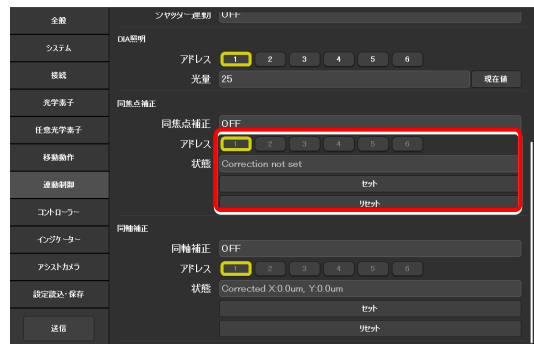 全般
システム
接続
光学素子
任意光学素子
移動動作
連動制御
コントローラー
インジケーター
アシストカメラ
設定読込・保存
送信
シャッター連動 OFF
DIA照明
アドレス 1 2 3 4 5 6
光量 25 現在値
同焦点補正
同焦点補正 OFF
アドレス 1 2 3 4 5 6
状態 Correction not set
セット
リセット
同軸補正
同軸補正 OFF
アドレス 1 2 3 4 5 6
状態 Corrected X:0.0um, Y:0.0um
セット
リセット